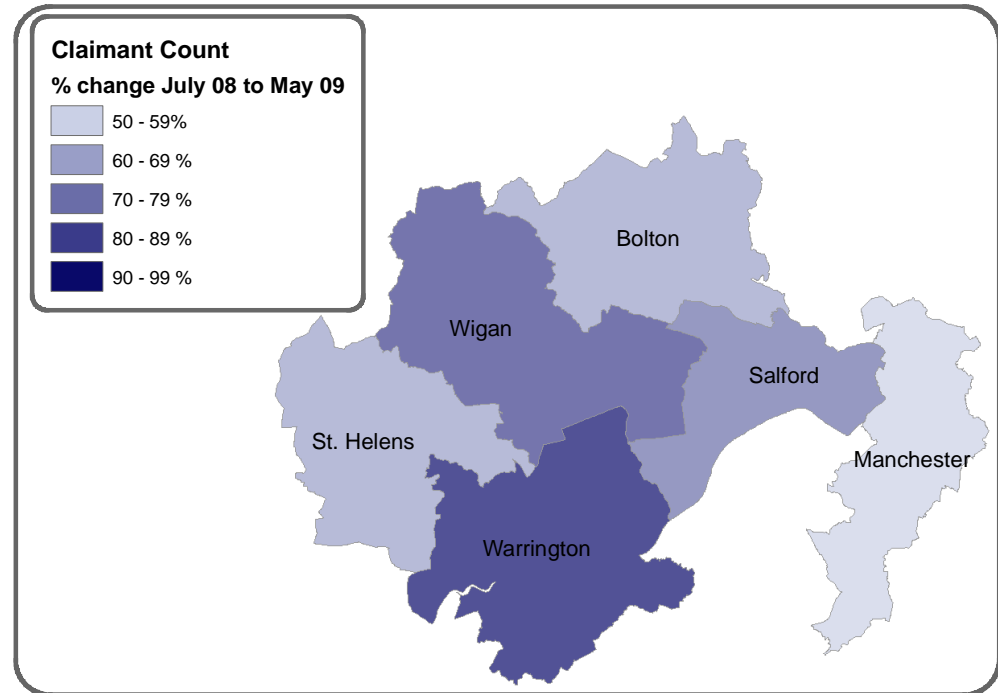 Claimant Count
% change July 08 to May 09
50 - 59%
60 - 69 %
70 - 79 %
80 - 89 %
90 - 99 %
Bolton
Wigan
Salford
St. Helens
Manchester
Warrington